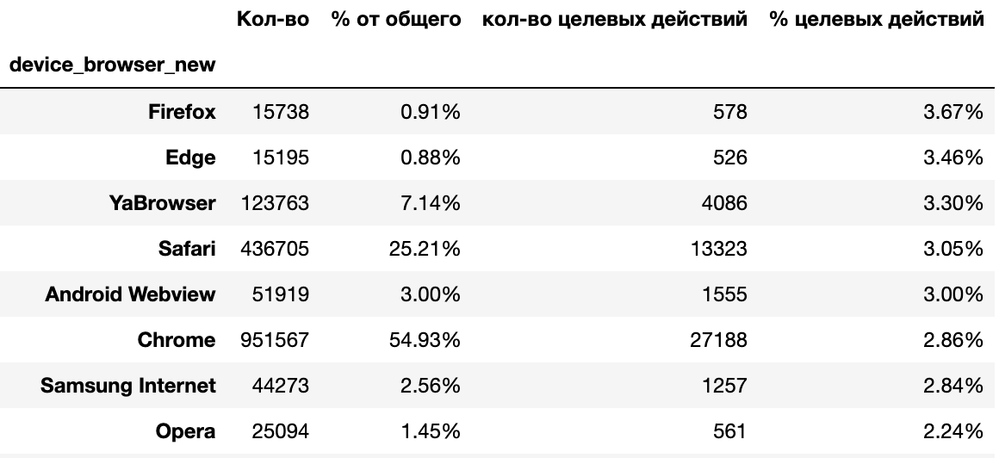 Кол-во % от общего кол-во целевых действий % целевых действий
device_browser_new
Firefox 15738 0.91% 578 3.67%
Edge 15195 0.88% 526 3.46%
YaBrowser 123763 7.14% 4086 3.30%
Safari 436705 25.21% 13323 3.05%
Android Webview 51919 3.00% 1555 3.00%
Chrome 951567 54.93% 27188 2.86%
Samsung Internet 44273 2.56% 1257 2.84%
Opera 25094 1.45% 561 2.24%